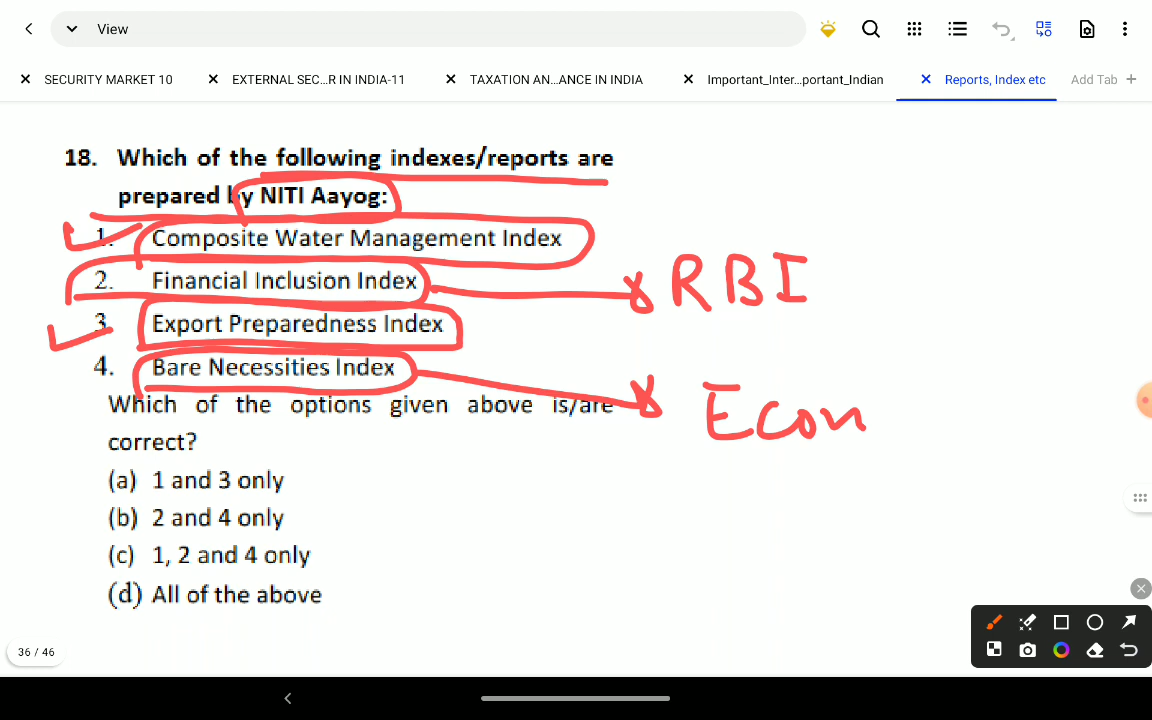 View
SECURITY MARKET 10
EXTERNAL SEC...R IN INDIA-11
TAXATION AN...ANCE IN INDIA
Important_Inter...portant_Indian
Reports, Index etc
Add Tab +
18. Which of the following indexes/reports are
prepared by NITI Aayog:
1. Composite Water Management Index
2. Financial Inclusion Index
RBI
3. Export Preparedness Index
4. Bare Necessities Index
Econ
Which of the options given above is/are
correct?
(a) 1 and 3 only
(b) 2 and 4 only
(c) 1, 2 and 4 only
(d) All of the above
36 / 46